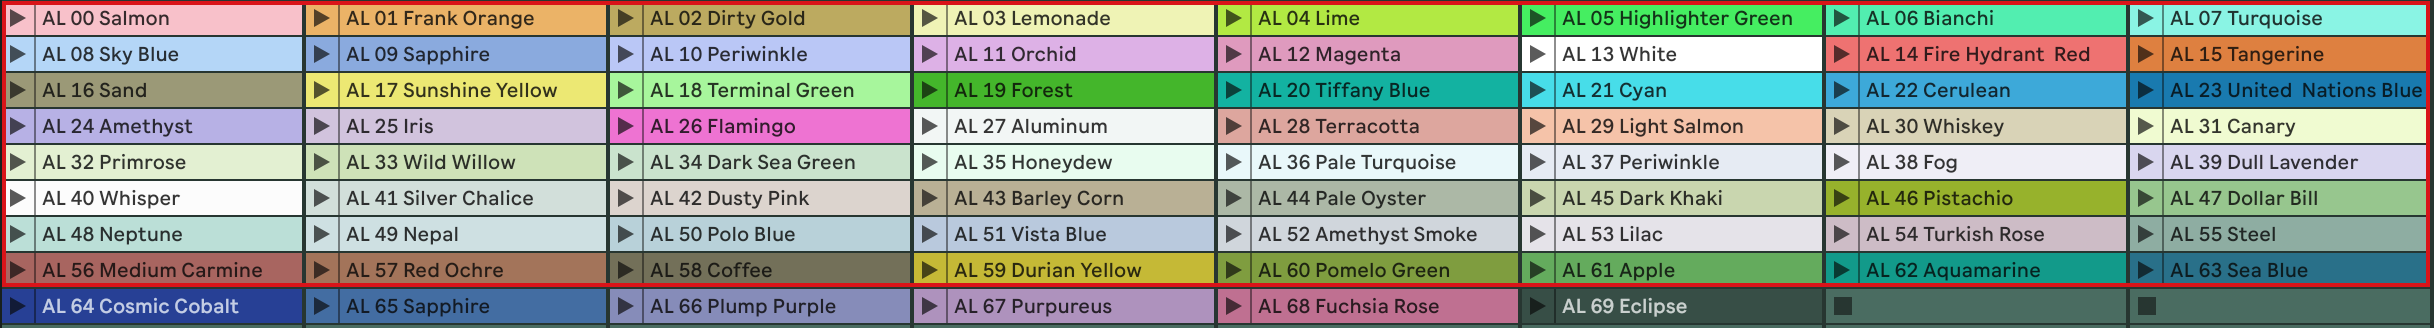 AL 00 Salmon AL 01 Frank Orange AL 02 Dirty Gold AL 03 Lemonade AL 04 Lime AL 05 Highlighter Green AL 06 Bianchi AL 07 Turquoise
AL 08 Sky Blue AL 09 Sapphire AL 10 Periwinkle AL 11 Orchid AL 12 Magenta AL 13 White AL 14 Fire Hydrant  Red AL 15 Tangerine
AL 16 Sand AL 17 Sunshine Yellow AL 18 Terminal Green AL 19 Forest AL 20 Tiffany Blue AL 21 Cyan AL 22 Cerulean AL 23 United  Nations Blue
AL 24 Amethyst AL 25 Iris AL 26 Flamingo AL 27 Aluminum AL 28 Terracotta AL 29 Light Salmon AL 30 Whiskey AL 31 Canary
AL 32 Primrose AL 33 Wild Willow AL 34 Dark Sea Green AL 35 Honeydew AL 36 Pale Turquoise AL 37 Periwinkle AL 38 Fog AL 39 Dull Lavender
AL 40 Whisper AL 41 Silver Chalice AL 42 Dusty Pink AL 43 Barley Corn AL 44 Pale Oyster AL 45 Dark Khaki AL 46 Pistachio AL 47 Dollar Bill
AL 48 Neptune AL 49 Nepal AL 50 Polo Blue AL 51 Vista Blue AL 52 Amethyst Smoke AL 53 Lilac AL 54 Turkish Rose AL 55 Steel
AL 56 Medium Carmine AL 57 Red Ochre AL 58 Coffee AL 59 Durian Yellow AL 60 Pomelo Green AL 61 Apple AL 62 Aquamarine AL 63 Sea Blue
AL 64 Cosmic Cobalt AL 65 Sapphire AL 66 Plump Purple AL 67 Purpureus AL 68 Fuchsia Rose AL 69 Eclipse